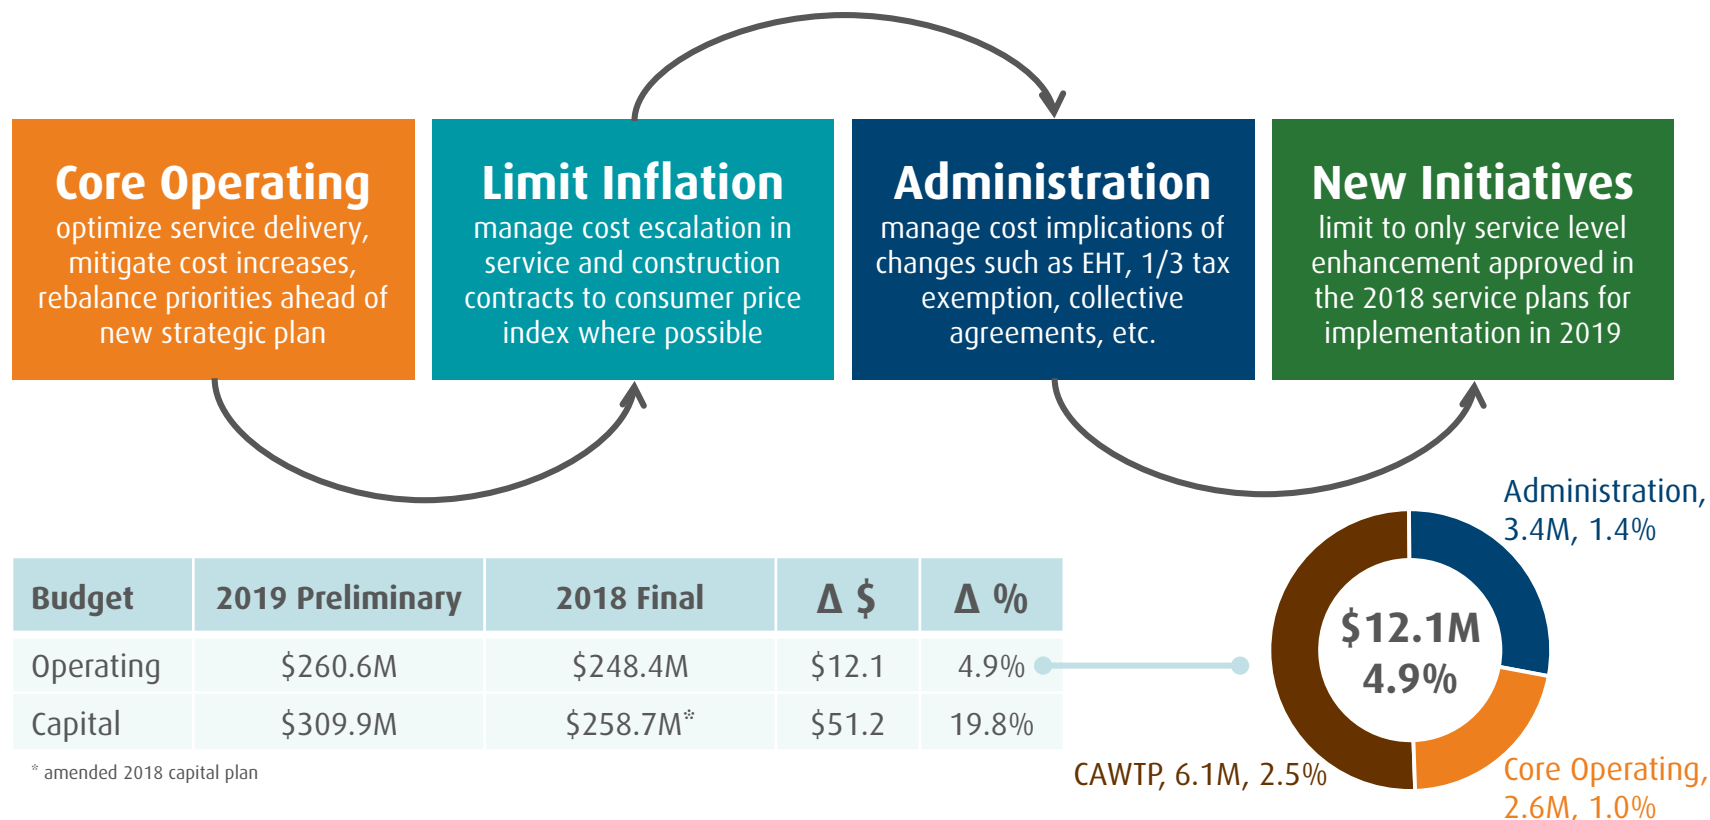 Core Operating
optimize service delivery,
mitigate cost increases,
rebalance priorities ahead of
new strategic plan
Limit Inflation
manage cost escalation in
service and construction
contracts to consumer price
index where possible
Administration
manage cost implications of
changes such as EHT, 1/3 tax
exemption, collective
agreements, etc.
New Initiatives
limit to only service level
enhancement approved in
the 2018 service plans for
implementation in 2019
Budget 2019 Preliminary 2018 Final Δ $ Δ %
Operating $260.6M $248.4M $12.1 4.9%
Capital $309.9M $258.7M* $51.2 19.8%
* amended 2018 capital plan
Administration,
3.4M, 1.4%
$12.1M
4.9%
CAWTP, 6.1M, 2.5%
Core Operating,
2.6M, 1.0%